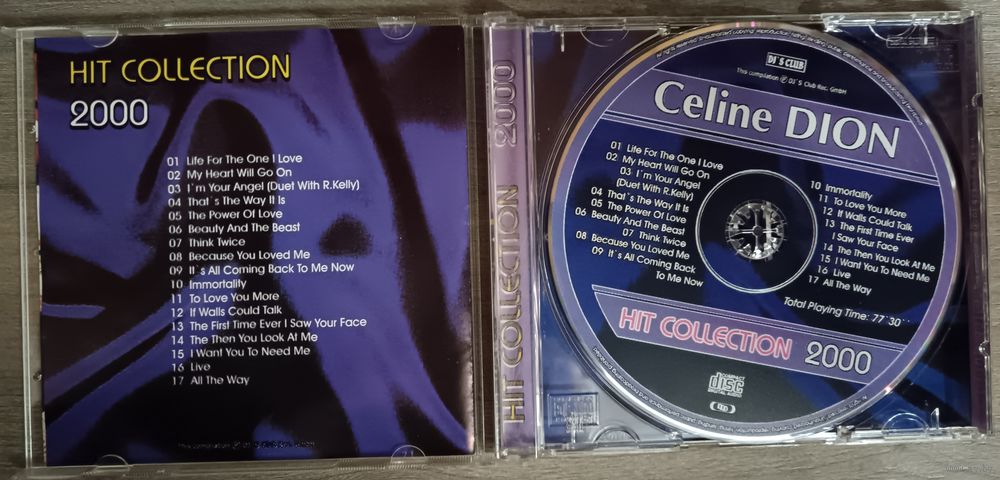 HIT COLLECTION
2000
01 Life For The One I Love
02 My Heart Will Go On
03 I`m Your Angel (Duet With R.Kelly)
04 That`s The Way It Is
05 The Power Of Love
06 Beauty And The Beast
07 Think Twice
08 Because You Loved Me
09 It`s All Coming Back To Me Now
10 Immortality
11 To Love You More
12 If Walls Could Talk
13 The First Time Ever I Saw Your Face
14 The Then You Look At Me
15 I Want You To Need Me
16 Live
17 All The Way
This compilation
HIT COLLECTION 2000
DJ`S CLUB
This compilation ℗ DJ`S Club Rec. GmbH
Celine DION
01 Life For The One I Love
02 My Heart Will Go On
03 I`m Your Angel
(Duet With R.Kelly)
04 That`s The Way It Is
05 The Power Of Love
06 Beauty And The Beast
07 Think Twice
08 Because You Loved Me
09 It`s All Coming Back
To Me Now
10 Immortality
11 To Love You More
12 If Walls Could Talk
13 The First Time Ever
I Saw Your Face
14 The Then You Look At Me
15 I Want You To Need Me
16 Live
17 All The Way
Total Playing Time: 77`30``
HIT COLLECTION 2000
COMPACT
disc
DIGITAL AUDIO